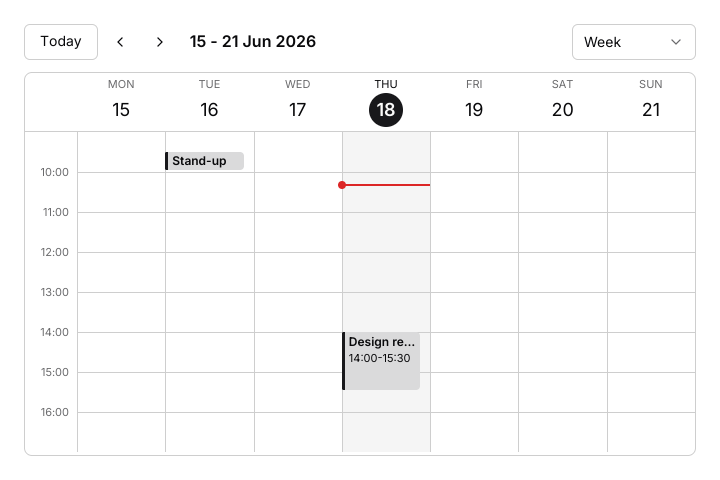 Today
15 - 21 Jun 2026
Week
MON TUE WED THU FRI SAT SUN
15 16 17 18 19 20 21
Stand-up
10:00
11:00
12:00
13:00
14:00
Design re...
14:00-15:30
15:00
16:00